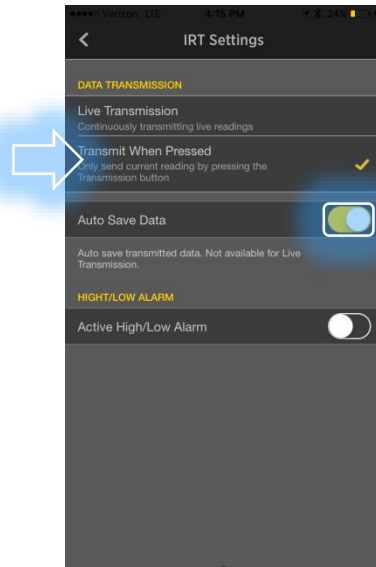 Verizon LTE 4:16 PM 24%
IRT Settings
DATA TRANSMISSION
Live Transmission
Continuously transmitting live readings
Transmit When Pressed
Only send current reading by pressing the
Transmission button
Auto Save Data
Auto save transmitted data. Not available for Live
Transmission.
HIGHT/LOW ALARM
Active High/Low Alarm